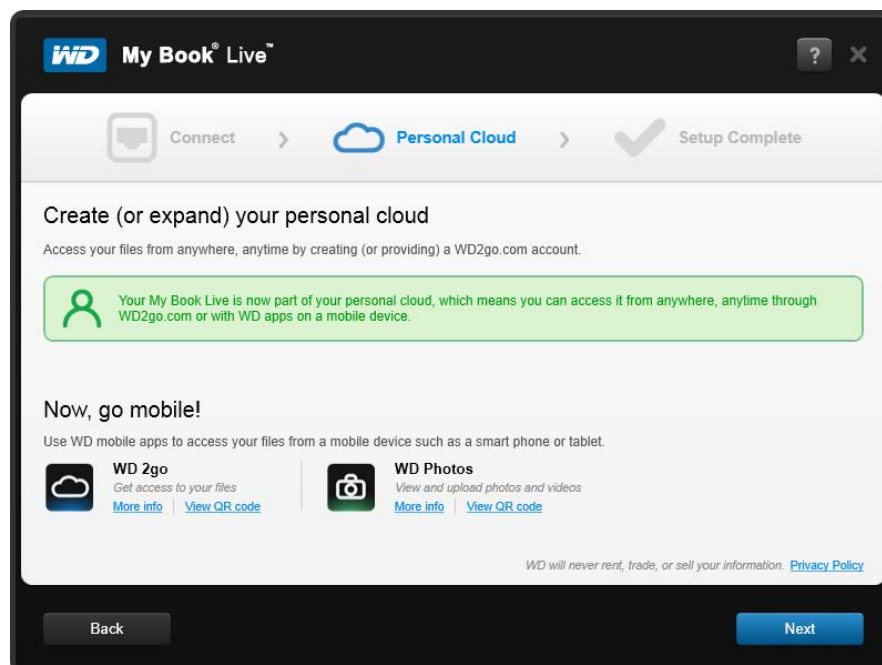 WD My Book® Live™ ?
Connect > Personal Cloud > Setup Complete
Create (or expand) your personal cloud
Access your files from anywhere, anytime by creating (or providing) a WD2go.com account.
Your My Book Live is now part of your personal cloud, which means you can access it from anywhere, anytime through
WD2go.com or with WD apps on a mobile device.
Now, go mobile!
Use WD mobile apps to access your files from a mobile device such as a smart phone or tablet.
WD 2go
Get access to your files
More info | View QR code
WD Photos
View and upload photos and videos
More info | View QR code
WD will never rent, trade, or sell your information. Privacy Policy
Back
Next